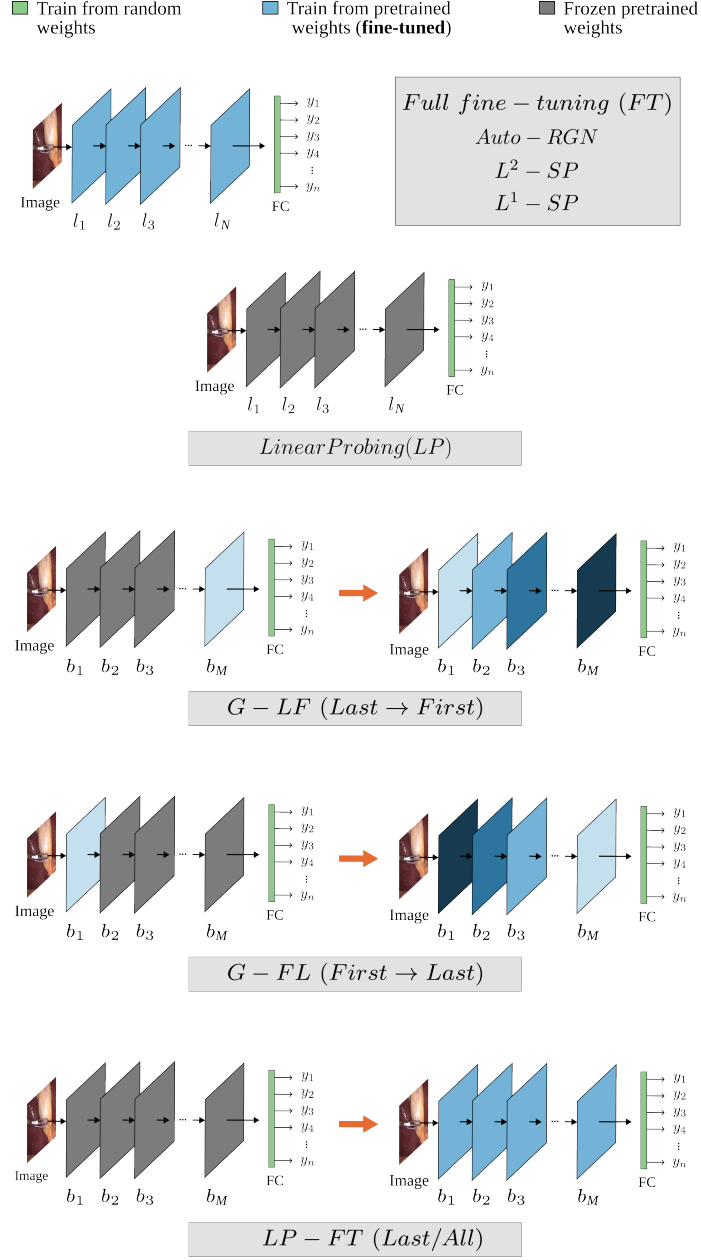 Train from random weights
Train from pretrained weights (fine-tuned)
Frozen pretrained weights
Image
l1 l2 l3 ... lN
FC
y1
y2
y3
y4
⋮
yn
Full fine − tuning (FT)
Auto − RGN
L² − SP
L¹ − SP
Image
l1 l2 l3 ... lN
FC
y1
y2
y3
y4
⋮
yn
LinearProbing(LP)
Image
b1 b2 b3 ... bM
FC
y1
y2
y3
y4
⋮
yn
Image
b1 b2 b3 ... bM
FC
y1
y2
y3
y4
⋮
yn
G − LF (Last → First)
Image
b1 b2 b3 ... bM
FC
y1
y2
y3
y4
⋮
yn
Image
b1 b2 b3 ... bM
FC
y1
y2
y3
y4
⋮
yn
G − FL (First → Last)
Image
b1 b2 b3 ... bM
FC
y1
y2
y3
y4
⋮
yn
Image
b1 b2 b3 ... bM
FC
y1
y2
y3
y4
⋮
yn
LP − FT (Last/All)